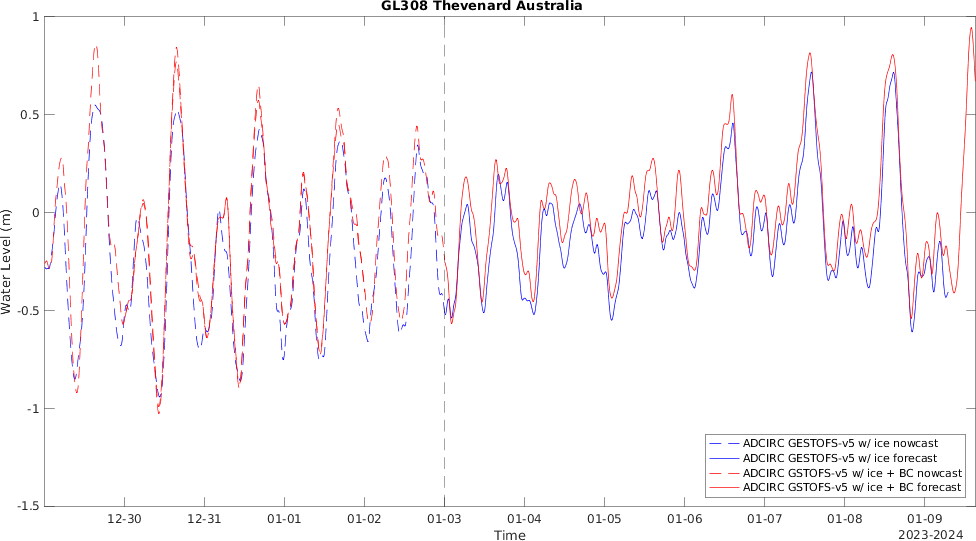 GL308 Thevenard Australia
Water Level (m)
1
0.5
0
-0.5
-1
-1.5
ADCIRC GESTOFS-v5 w/ ice nowcast
ADCIRC GESTOFS-v5 w/ ice forecast
ADCIRC GSTOFS-v5 w/ ice + BC nowcast
ADCIRC GSTOFS-v5 w/ ice + BC forecast
12-30 12-31 01-01 01-02 01-03 01-04 01-05 01-06 01-07 01-08 01-09
Time
2023-2024